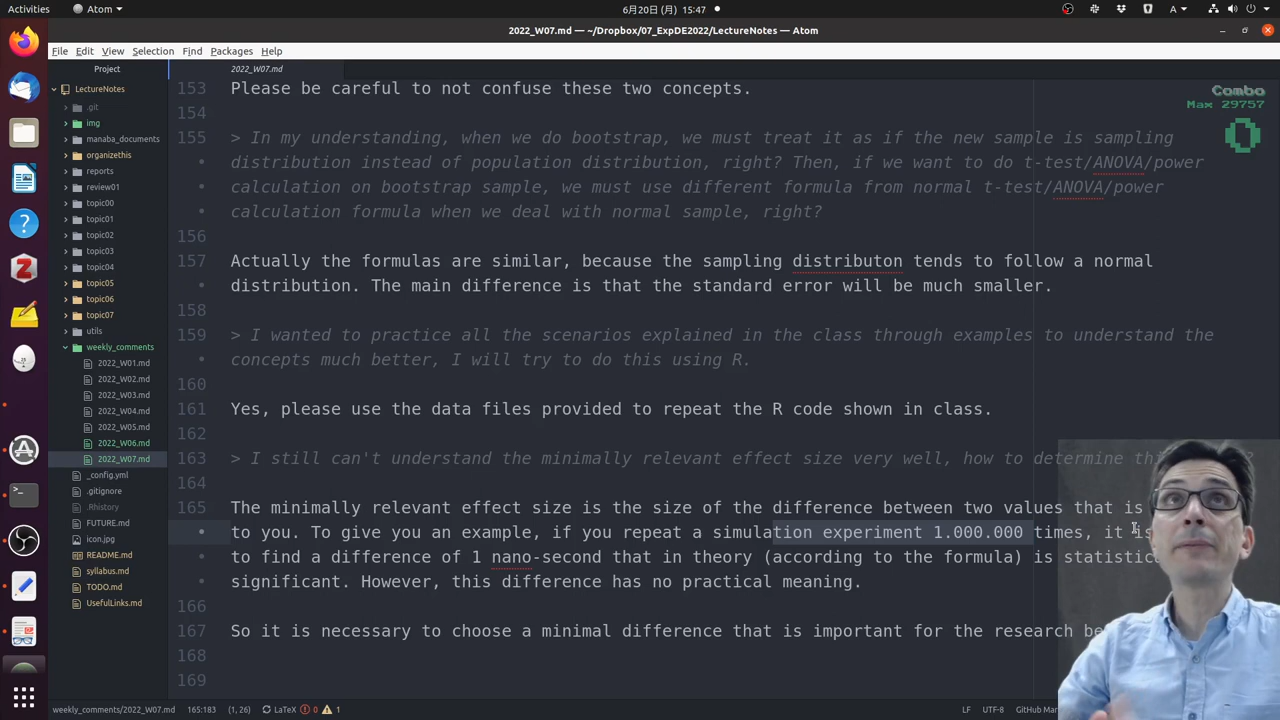 Activities
Atom
6月20日 (月) 15:47
A
2022_W07.md — ~/Dropbox/07_ExpDE2022/LectureNotes — Atom
File Edit View Selection Find Packages Help
Project
LectureNotes
.git
img
manaba_documents
organizethis
reports
review01
topic00
topic01
topic02
topic03
topic04
topic05
topic06
topic07
utils
weekly_comments
2022_W01.md
2022_W02.md
2022_W03.md
2022_W04.md
2022_W05.md
2022_W06.md
2022_W07.md
_config.yml
.gitignore
.Rhistory
FUTURE.md
icon.jpg
README.md
syllabus.md
TODO.md
UsefulLinks.md
2022_W07.md
Combo
Max 29757
0
153 Please be careful to not confuse these two concepts.
154
155 > In my understanding, when we do bootstrap, we must treat it as if the new sample is sampling
• distribution instead of population distribution, right? Then, if we want to do t-test/ANOVA/power
• calculation on bootstrap sample, we must use different formula from normal t-test/ANOVA/power
• calculation formula when we deal with normal sample, right?
156
157 Actually the formulas are similar, because the sampling distributon tends to follow a normal
• distribution. The main difference is that the standard error will be much smaller.
158
159 > I wanted to practice all the scenarios explained in the class through examples to understand the
• concepts much better, I will try to do this using R.
160
161 Yes, please use the data files provided to repeat the R code shown in class.
162
163 > I still can't understand the minimally relevant effect size very well, how to determine
164
165 The minimally relevant effect size is the size of the difference between two values that is
• to you. To give you an example, if you repeat a simulation experiment 1.000.000 times, it is
• to find a difference of 1 nano-second that in theory (according to the formula) is
• significant. However, this difference has no practical meaning.
166
167 So it is necessary to choose a minimal difference that is important for the research
168
169
weekly_comments/2022_W07.md 165:183 (1, 26) LaTeX 0 1
LF UTF-8 GitHub